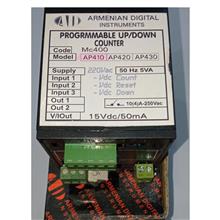 AID ARMENIAN DIGITAL
INSTRUMENTS
PROGRMMABLE UP/DOWN
COUNTER
Code Mc400
Model AP410 AP420 AP430
Supply 220Vac 50 Hz 5VA
Input 1 -Vdc Count
Input 2 -Vdc Reset
Input 3 -Vdc Down
Out 1
Out 2 10(4)A-250Vac
V/IOut 15Vdc/50mA